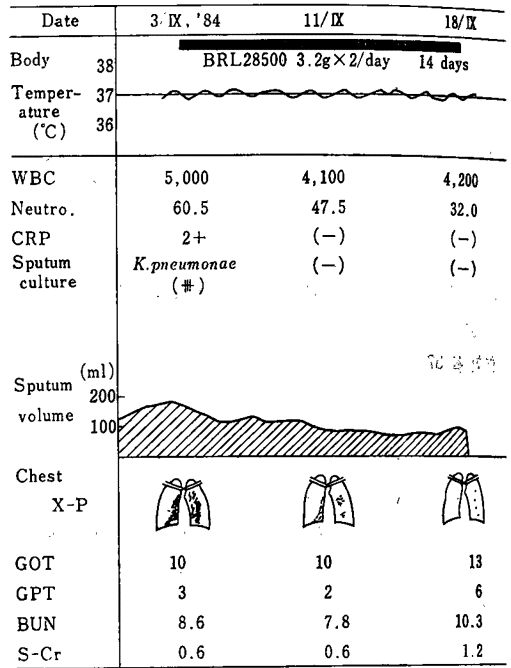 Date 3/Ⅸ,'84 11/Ⅸ 18/Ⅸ
BRL28500 3.2g×2/day 14 days
Body 38
Temper- 37
ature 36
(℃)
WBC 5,000 4,100 4,200
Neutro. 60.5 47.5 32.0
CRP 2+ (−) (−)
Sputum K.pneumonae (−) (−)
culture (卌)
(ml)
Sputum 200
volume 100
Chest
X-P
GOT 10 10 13
GPT 3 2 6
BUN 8.6 7.8 10.3
S-Cr 0.6 0.6 1.2